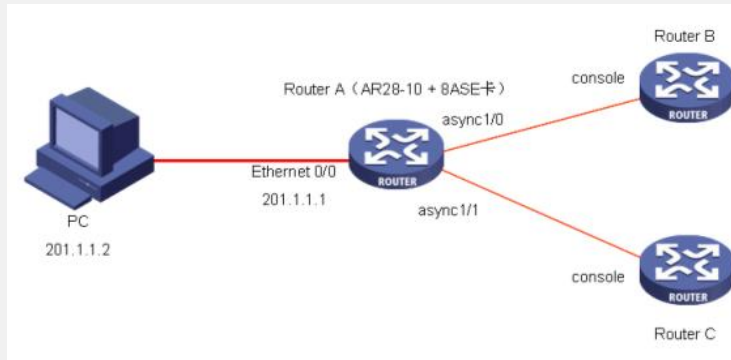 Router B
console
ROUTER
Router A（AR28-10 + 8ASE卡）
async1/0
Ethernet 0/0
ROUTER
201.1.1.1
async1/1
PC
201.1.1.2
console
ROUTER
Router C